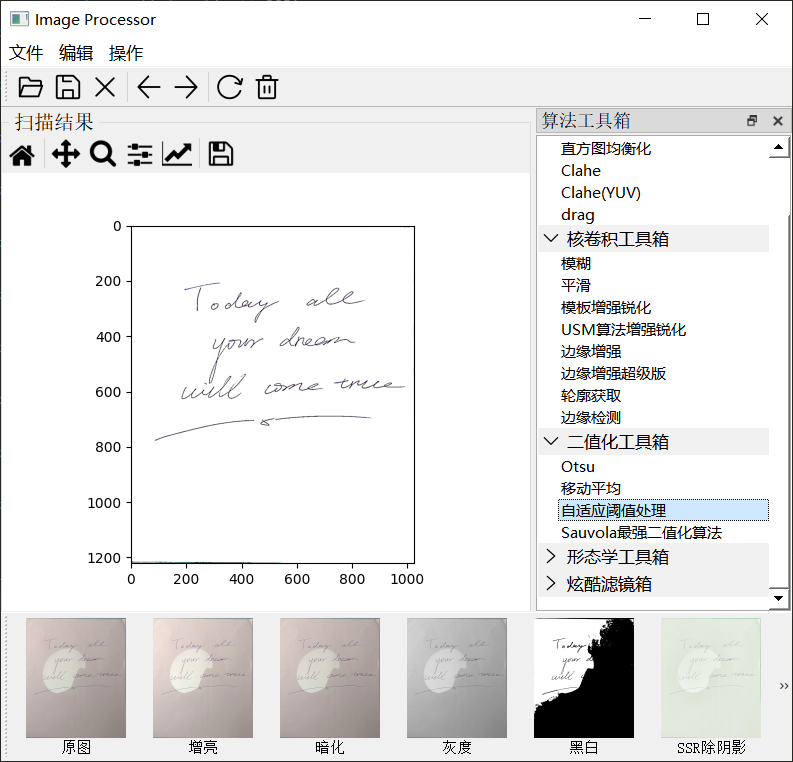 Image Processor
文件 编辑 操作
扫描结果
算法工具箱
直方图均衡化
Clahe
Clahe(YUV)
drag
核卷积工具箱
模糊
平滑
模板增强锐化
USM算法增强锐化
边缘增强
边缘增强超级版
轮廓获取
边缘检测
二值化工具箱
Otsu
移动平均
自适应阈值处理
Sauvola最强二值化算法
形态学工具箱
炫酷滤镜箱
0
200
400
600
800
1000
1200
0 200 400 600 800 1000
Today all
your dream
will come true
原图 增亮 暗化 灰度 黑白 SSR除阴影